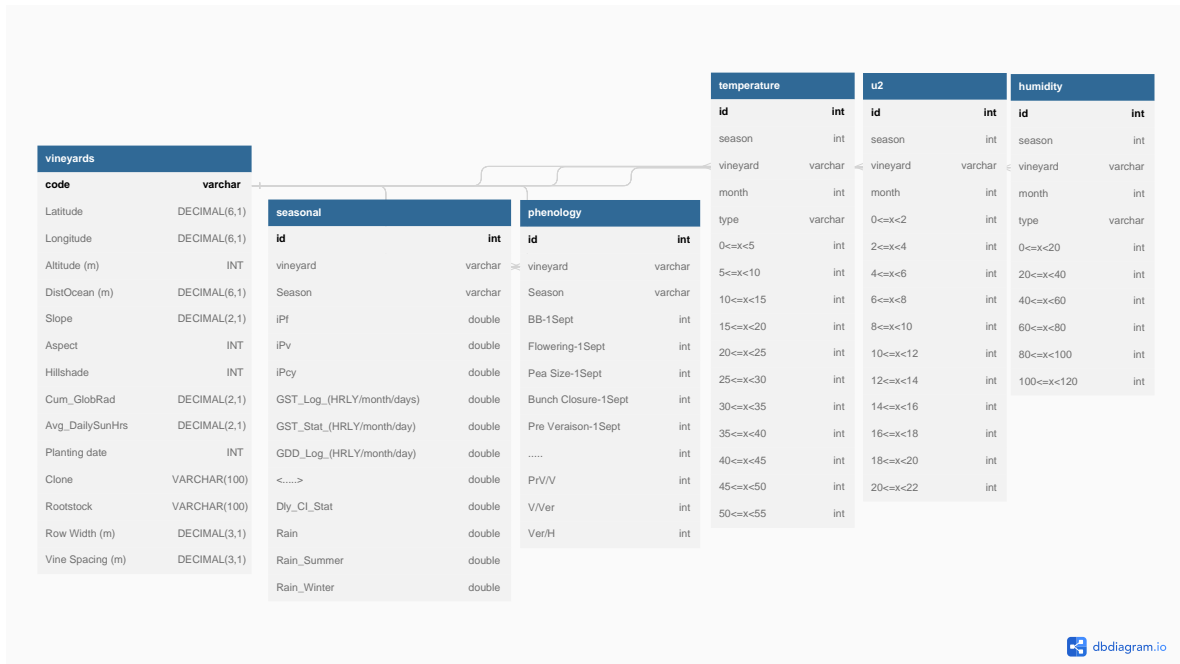 vineyards
code varchar
Latitude DECIMAL(6,1)
Longitude DECIMAL(6,1)
Altitude (m) INT
DistOcean (m) DECIMAL(6,1)
Slope DECIMAL(2,1)
Aspect INT
Hillshade INT
Cum_GlobRad DECIMAL(2,1)
Avg_DailySunHrs DECIMAL(2,1)
Planting date INT
Clone VARCHAR(100)
Rootstock VARCHAR(100)
Row Width (m) DECIMAL(3,1)
Vine Spacing (m) DECIMAL(3,1)
seasonal
id int
vineyard varchar
Season varchar
iPf double
iPv double
iPcy double
GST_Log_(HRLY/month/days) double
GST_Stat_(HRLY/month/day) double
GDD_Log_(HRLY/month/day) double
<.....> double
Dly_CI_Stat double
Rain double
Rain_Summer double
Rain_Winter double
phenology
id int
vineyard varchar
Season varchar
BB-1Sept int
Flowering-1Sept int
Pea Size-1Sept int
Bunch Closure-1Sept int
Pre Veraison-1Sept int
..... int
PrV/V int
V/Ver int
Ver/H int
temperature
id int
season int
vineyard varchar
month int
type varchar
0<=x<5 int
5<=x<10 int
10<=x<15 int
15<=x<20 int
20<=x<25 int
25<=x<30 int
30<=x<35 int
35<=x<40 int
40<=x<45 int
45<=x<50 int
50<=x<55 int
u2
id int
season int
vineyard varchar
month int
0<=x<2 int
2<=x<4 int
4<=x<6 int
6<=x<8 int
8<=x<10 int
10<=x<12 int
12<=x<14 int
14<=x<16 int
16<=x<18 int
18<=x<20 int
20<=x<22 int
humidity
id int
season int
vineyard varchar
month int
type varchar
0<=x<20 int
20<=x<40 int
40<=x<60 int
60<=x<80 int
80<=x<100 int
100<=x<120 int
dbdiagram.io